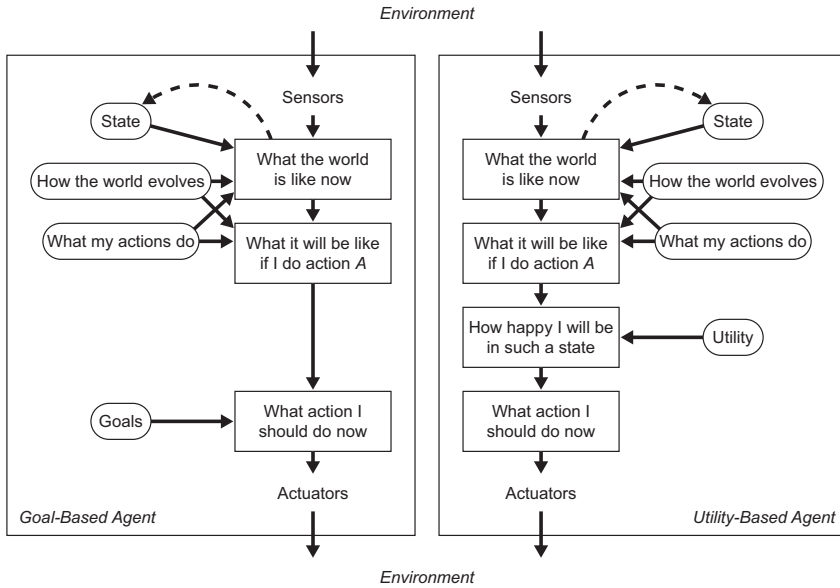 Environment
Sensors
State
What the world
is like now
How the world evolves
What my actions do
What it will be like
if I do action A
Goals
What action I
should do now
Actuators
Goal-Based Agent
Sensors
State
What the world
is like now
How the world evolves
What my actions do
What it will be like
if I do action A
How happy I will be
in such a state
Utility
What action I
should do now
Actuators
Utility-Based Agent
Environment